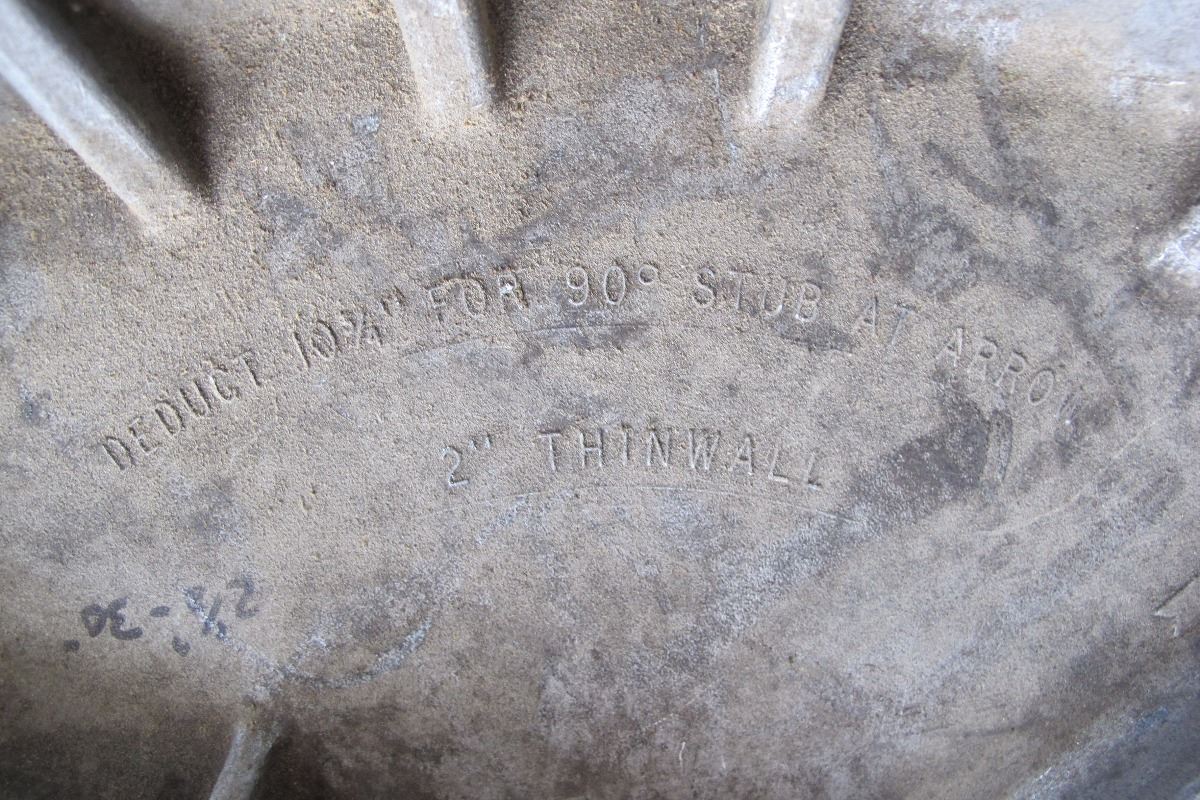 DEDUCT 10¾" FOR 90° STUB AT ARROW
2" THINWALL